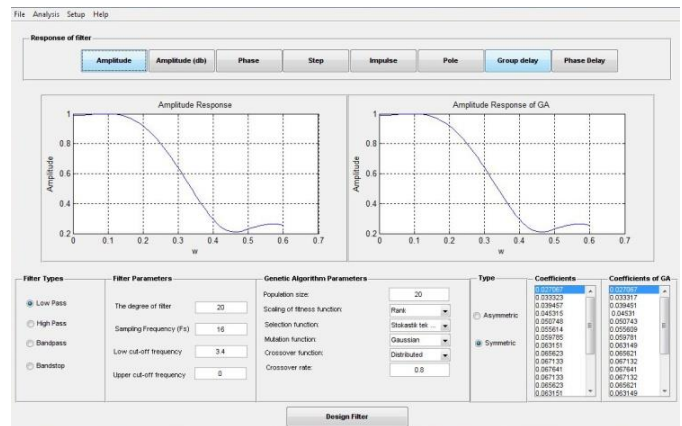 File Analysis Setup Help
Response of filter
Amplitude Amplitude (db) Phase Step Impulse Pole Group delay Phase Delay
Amplitude Response
Amplitude
1
0.8
0.6
0.4
0.2
0 0.1 0.2 0.3 0.4 0.5 0.6 0.7
w
Amplitude Response of GA
Amplitude
1
0.8
0.6
0.4
0.2
0 0.1 0.2 0.3 0.4 0.5 0.6 0.7
w
Filter Types
Low Pass
High Pass
Bandpass
Bandstop
Filter Parameters
The degree of filter 20
Sampling Frequency (Fs) 16
Low cut-off frequency 3.4
Upper cut-off frequency 0
Genetic Algorithm Parameters
Population size: 20
Scaling of fitness function: Rank
Selection function: Stokastik tek ...
Mutation function: Gaussian
Crossover function: Distributed
Crossover rate: 0.8
Type
Asymmetric
Symmetric
Coefficients
0.027067
0.033323
0.039457
0.045315
0.050748
0.055614
0.059785
0.063151
0.065623
0.067133
0.067641
0.067133
0.065623
0.063151
Coefficients of GA
0.027067
0.033317
0.039451
0.04531
0.050743
0.055609
0.059781
0.063149
0.065621
0.067132
0.067641
0.067132
0.065621
0.063149
Design Filter